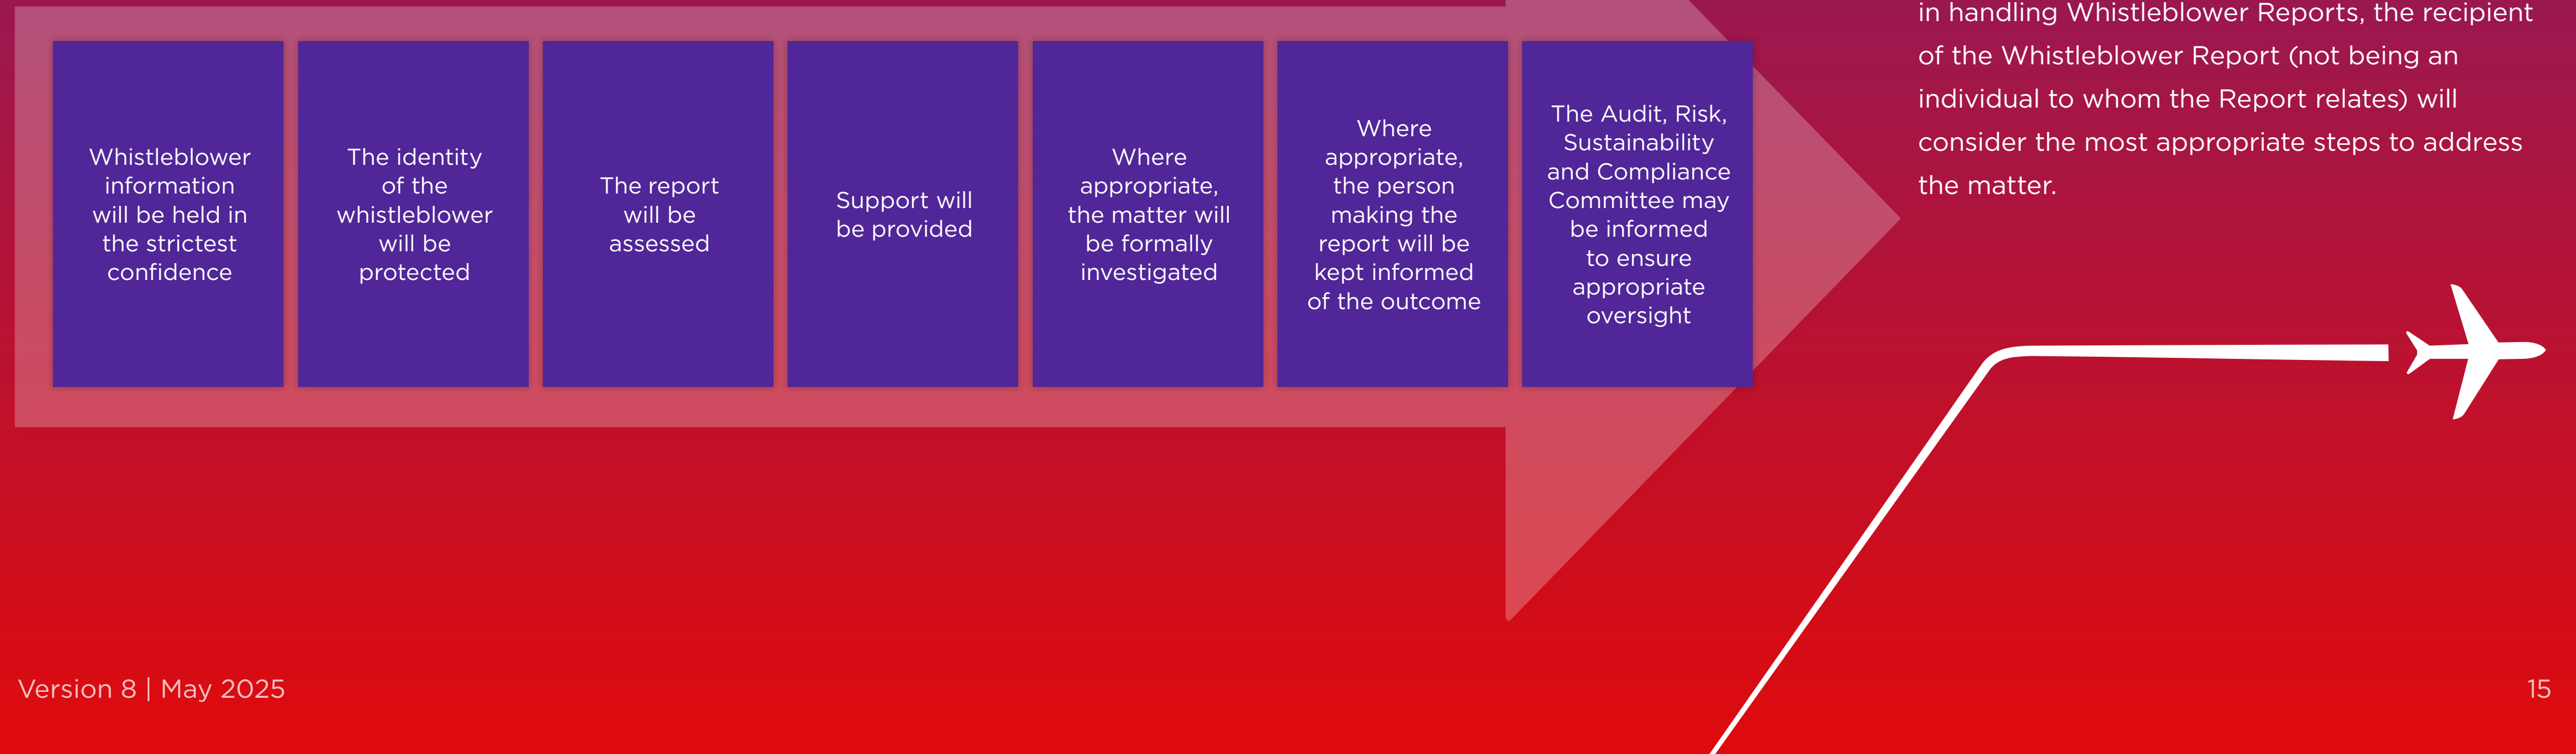 Whistleblower
information
will be held in
the strictest
confidence
The identity
of the
whistleblower
will be
protected
The report
will be
assessed
Support will
be provided
Where
appropriate,
the matter will
be formally
investigated
Where
appropriate,
the person
making the
report will be
kept informed
of the outcome
The Audit, Risk,
Sustainability
and Compliance
Committee may
be informed
to ensure
appropriate
oversight
in handling Whistleblower Reports, the recipient
of the Whistleblower Report (not being an
individual to whom the Report relates) will
consider the most appropriate steps to address
the matter.
Version 8 | May 2025
15